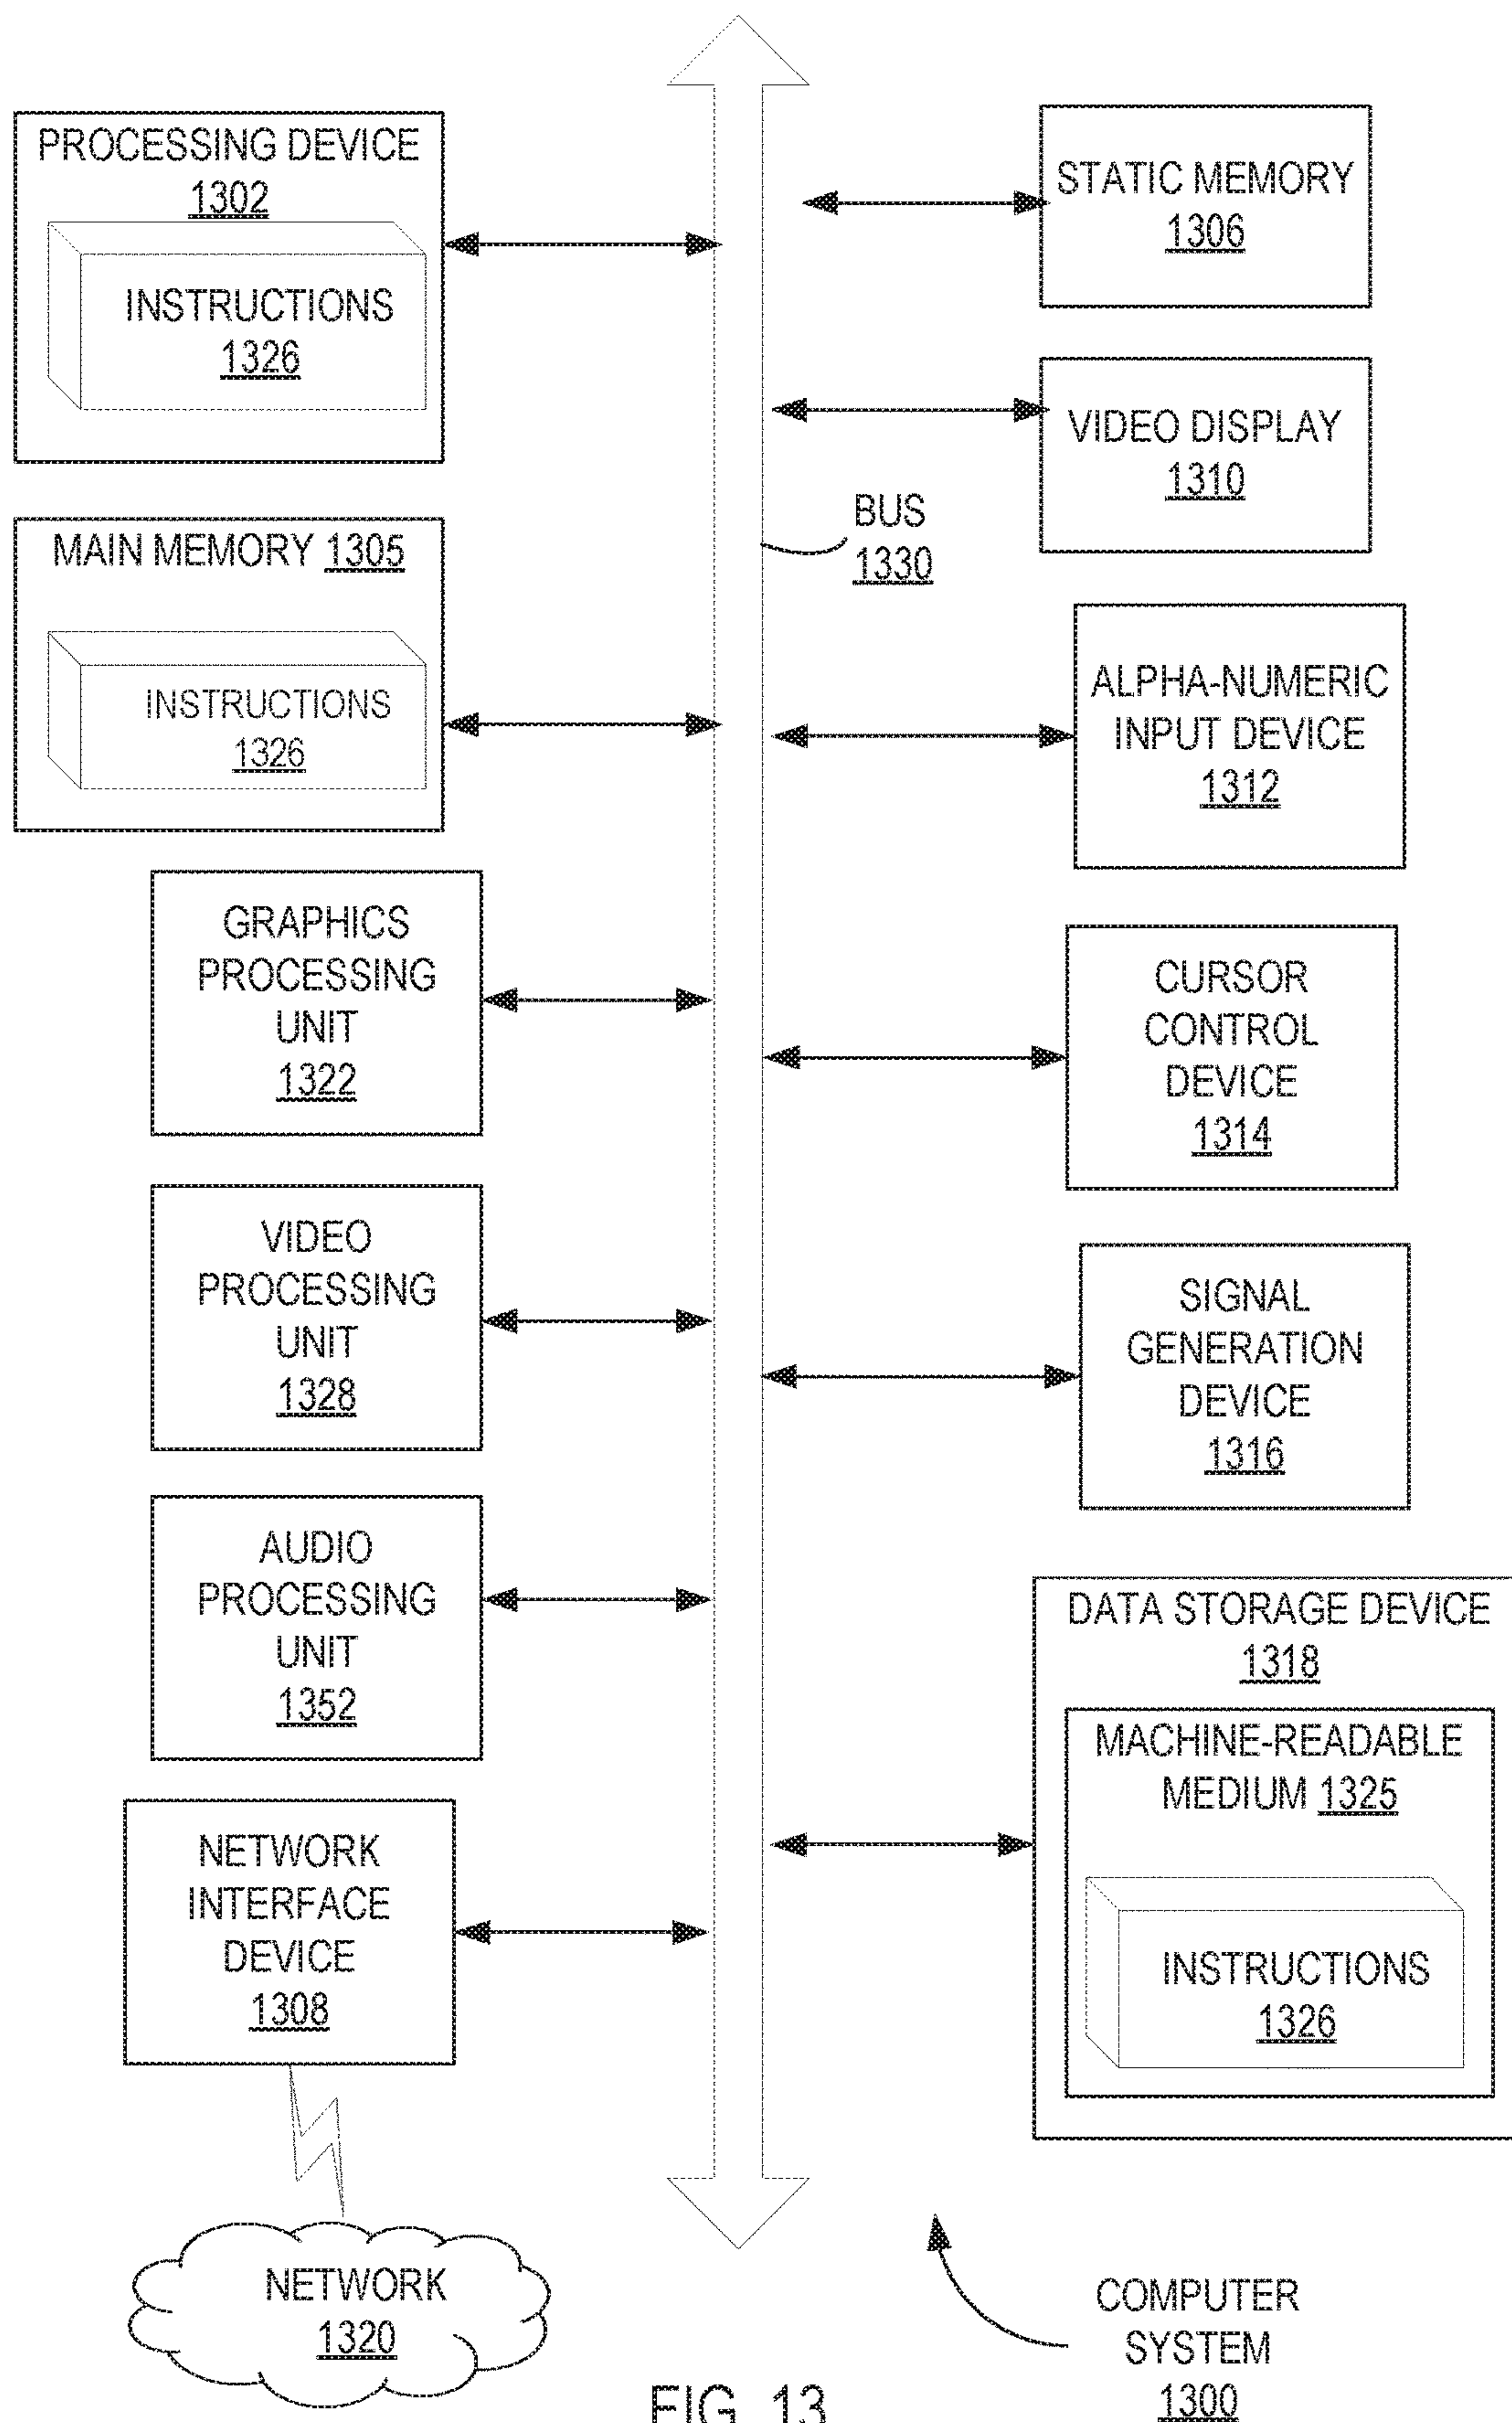 PROCESSING DEVICE
1302
INSTRUCTIONS
1326
MAIN MEMORY 1305
INSTRUCTIONS
1326
GRAPHICS
PROCESSING
UNIT
1322
VIDEO
PROCESSING
UNIT
1328
AUDIO
PROCESSING
UNIT
1352
NETWORK
INTERFACE
DEVICE
1308
NETWORK
1320
BUS
1330
STATIC MEMORY
1306
VIDEO DISPLAY
1310
ALPHA-NUMERIC
INPUT DEVICE
1312
CURSOR
CONTROL
DEVICE
1314
SIGNAL
GENERATION
DEVICE
1316
DATA STORAGE DEVICE
1318
MACHINE-READABLE
MEDIUM 1325
INSTRUCTIONS
1326
COMPUTER
SYSTEM
1300
FIG. 13